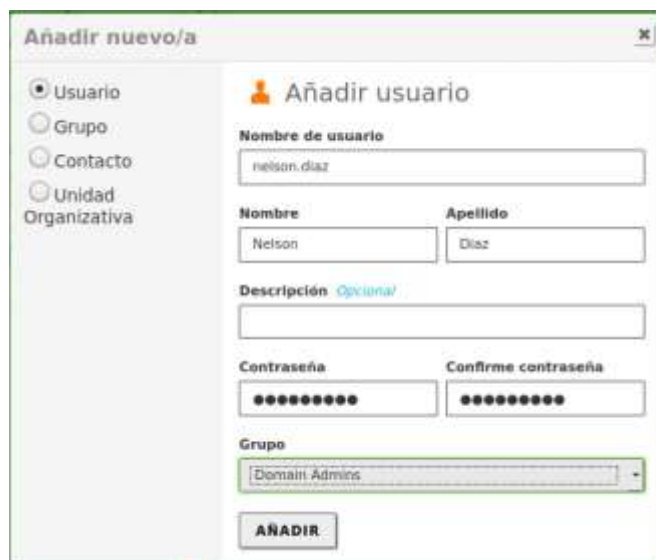 Añadir nuevo/a
Usuario
Grupo
Contacto
Unidad
Organizativa
Añadir usuario
Nombre de usuario
nelson.diaz
Nombre Apellido
Nelson Diaz
Descripción Opcional
Contraseña Confirme contraseña
●●●●●●●●● ●●●●●●●●●
Grupo
Domain Admins
AÑADIR